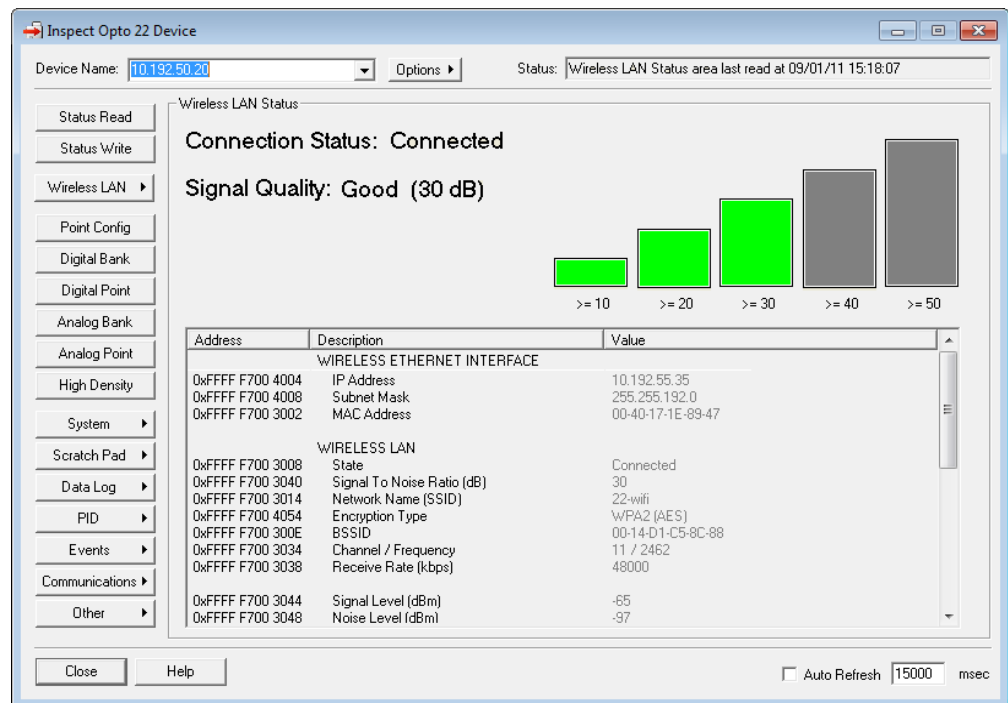 Inspect Opto 22 Device
Device Name: 10.192.50.20 Options Status: Wireless LAN Status area last read at 09/01/11 15:18:07
Status Read
Status Write
Wireless LAN
Point Config
Digital Bank
Digital Point
Analog Bank
Analog Point
High Density
System
Scratch Pad
Data Log
PID
Events
Communications
Other
Wireless LAN Status
Connection Status: Connected
Signal Quality: Good (30 dB)
>= 10 >= 20 >= 30 >= 40 >= 50
Address Description Value
WIRELESS ETHERNET INTERFACE
0xFFFF F700 4004 IP Address 10.192.55.35
0xFFFF F700 4008 Subnet Mask 255.255.192.0
0xFFFF F700 3002 MAC Address 00-40-17-1E-89-47
WIRELESS LAN
0xFFFF F700 3008 State Connected
0xFFFF F700 3040 Signal To Noise Ratio (dB) 30
0xFFFF F700 3014 Network Name (SSID) 22-wifi
0xFFFF F700 4054 Encryption Type WPA2 (AES)
0xFFFF F700 300E BSSID 00-14-D1-C5-8C-88
0xFFFF F700 3034 Channel / Frequency 11 / 2462
0xFFFF F700 3038 Receive Rate (kbps) 48000
0xFFFF F700 3044 Signal Level (dBm) -65
0xFFFF F700 3048 Noise Level (dBm) -97
Close Help Auto Refresh 15000 msec